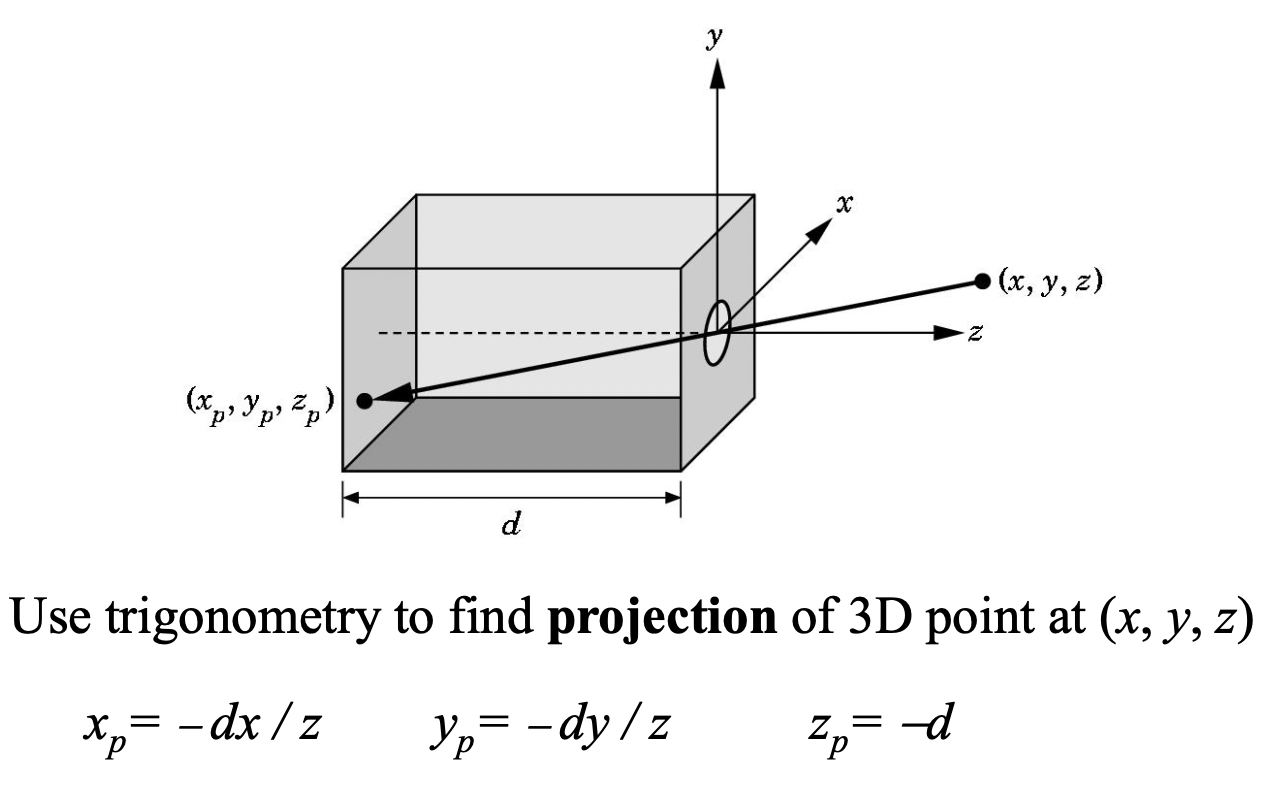 y
x
(x, y, z)
z
(xₚ, yₚ, zₚ)
d
Use trigonometry to find projection of 3D point at (x, y, z)
xₚ= –dx / z yₚ= –dy / z zₚ= –d